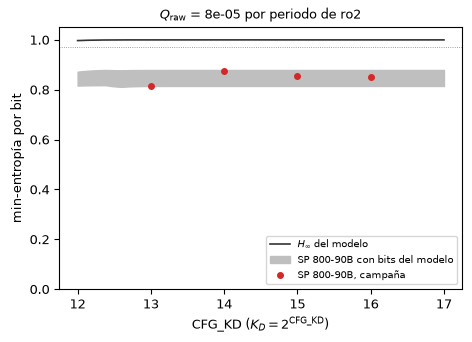 Q_raw = 8e-05 por periodo de ro2
min-entropía por bit
1.0
0.8
0.6
0.4
0.2
0.0
H_∞ del modelo
SP 800-90B con bits del modelo
SP 800-90B, campaña
12 13 14 15 16 17
CFG_KD (K_D = 2^CFG_KD)